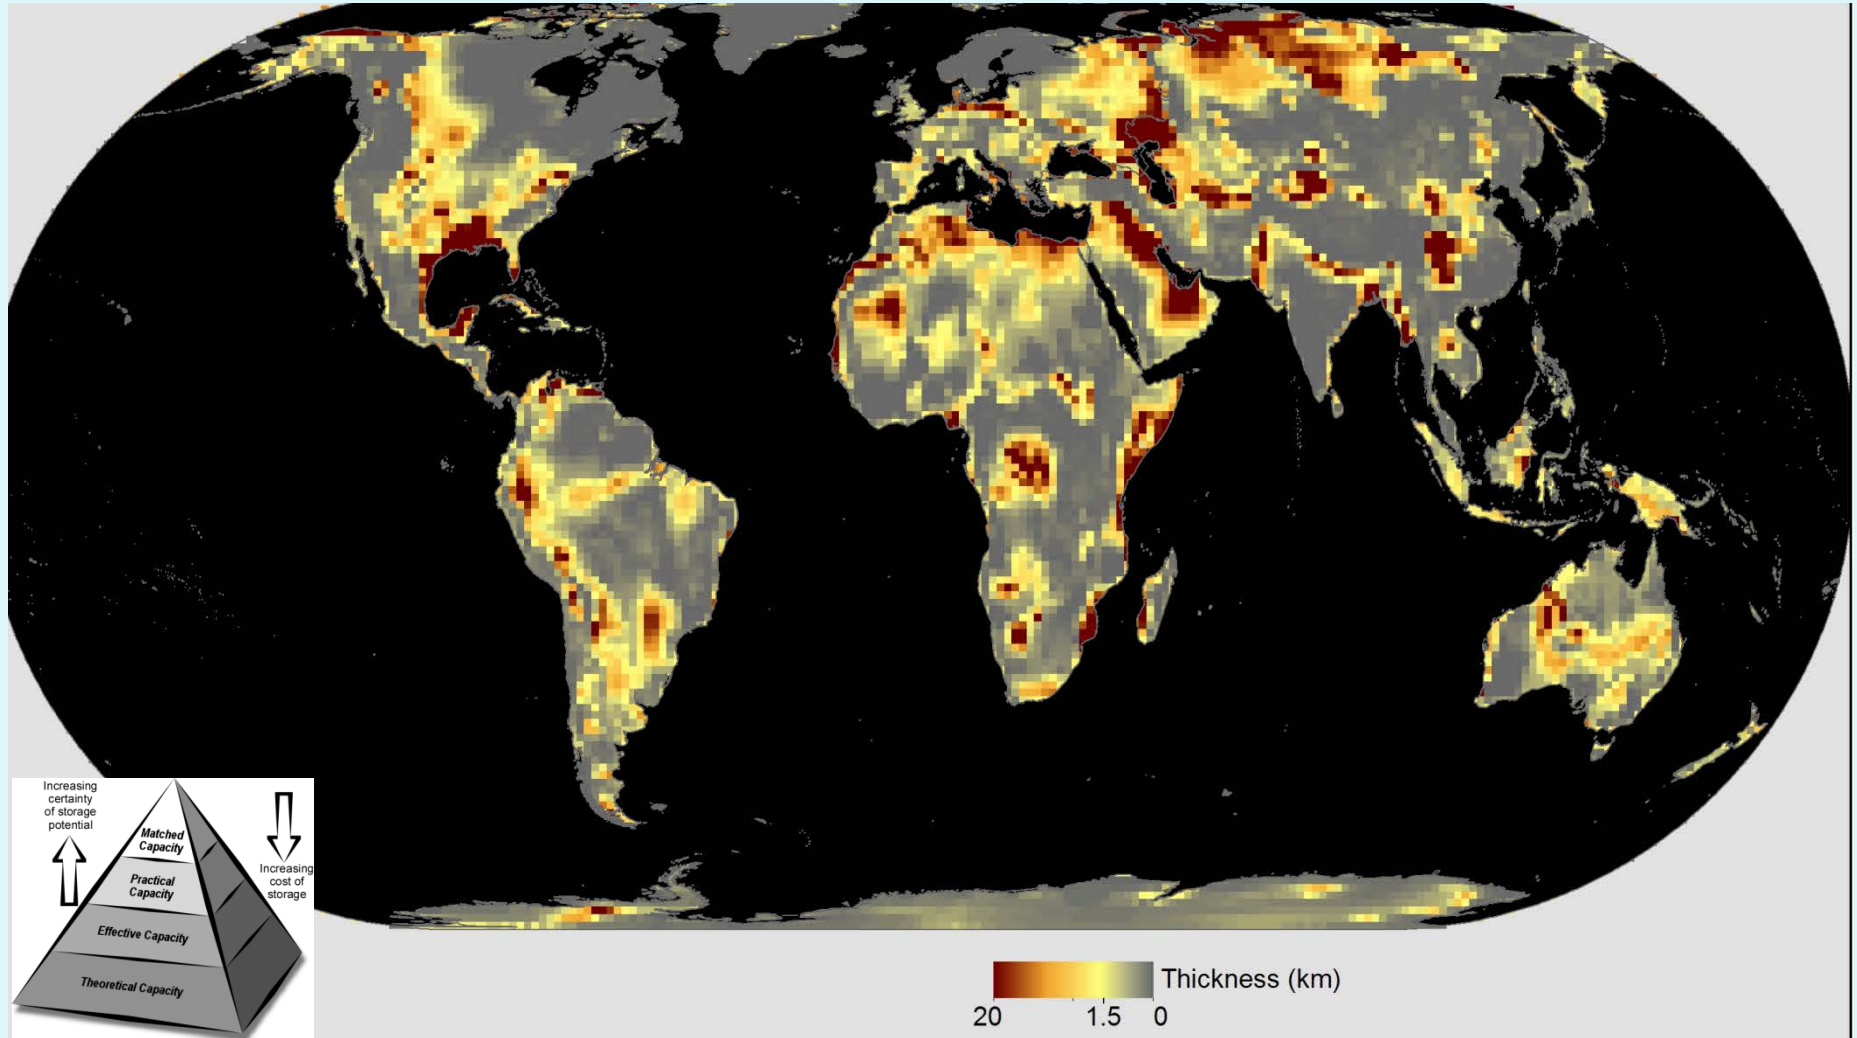 Increasing
certainty
of storage
potential
Increasing
cost of
storage
Matched
Capacity
Practical
Capacity
Effective Capacity
Theoretical Capacity
Thickness (km)
20 1.5 0